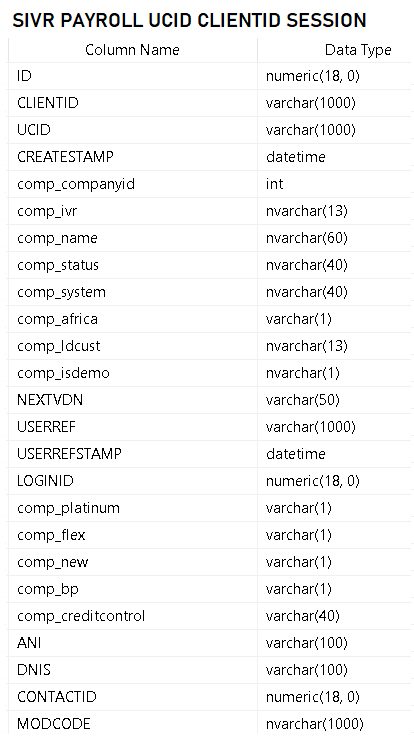 SIVR PAYROLL UCID CLIENTID SESSION
Column Name Data Type
ID numeric(18, 0)
CLIENTID varchar(1000)
UCID varchar(1000)
CREATESTAMP datetime
comp_companyid int
comp_ivr nvarchar(13)
comp_name nvarchar(60)
comp_status nvarchar(40)
comp_system nvarchar(40)
comp_africa varchar(1)
comp_ldcust nvarchar(13)
comp_isdemo nvarchar(1)
NEXTVDN varchar(50)
USERREF varchar(1000)
USERREFSTAMP datetime
LOGINID numeric(18, 0)
comp_platinum varchar(1)
comp_flex varchar(1)
comp_new varchar(1)
comp_bp varchar(1)
comp_creditcontrol varchar(40)
ANI varchar(100)
DNIS varchar(100)
CONTACTID numeric(18, 0)
MODCODE nvarchar(1000)